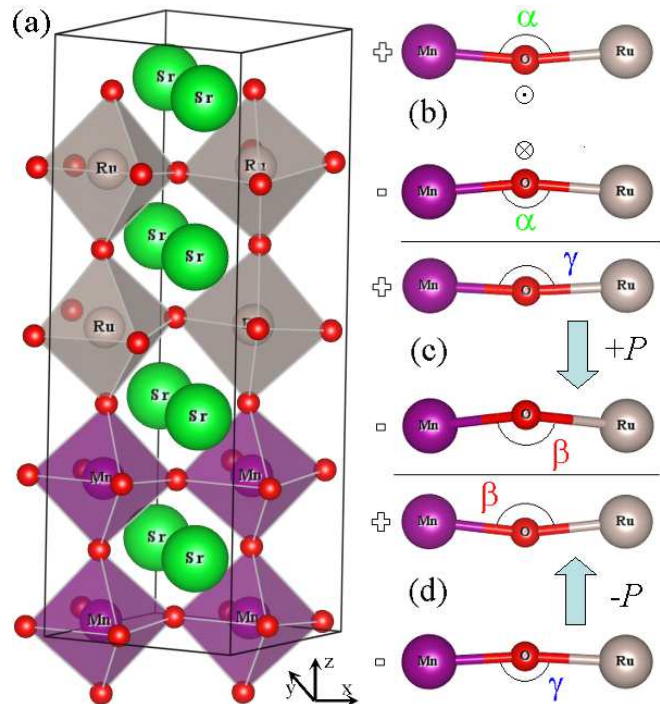 (a)
Sr
Sr
Ru
Ru
Sr
Sr
Ru
Sr
Sr
Mn
Mn
Sr
Sr
Mn
Mn
z
y
x
α
+ Mn O Ru
(b)
- Mn O Ru
α
γ
+ Mn O Ru
(c) +P
- Mn O Ru
β
β
+ Mn O Ru
(d) -P
- Mn O Ru
γ